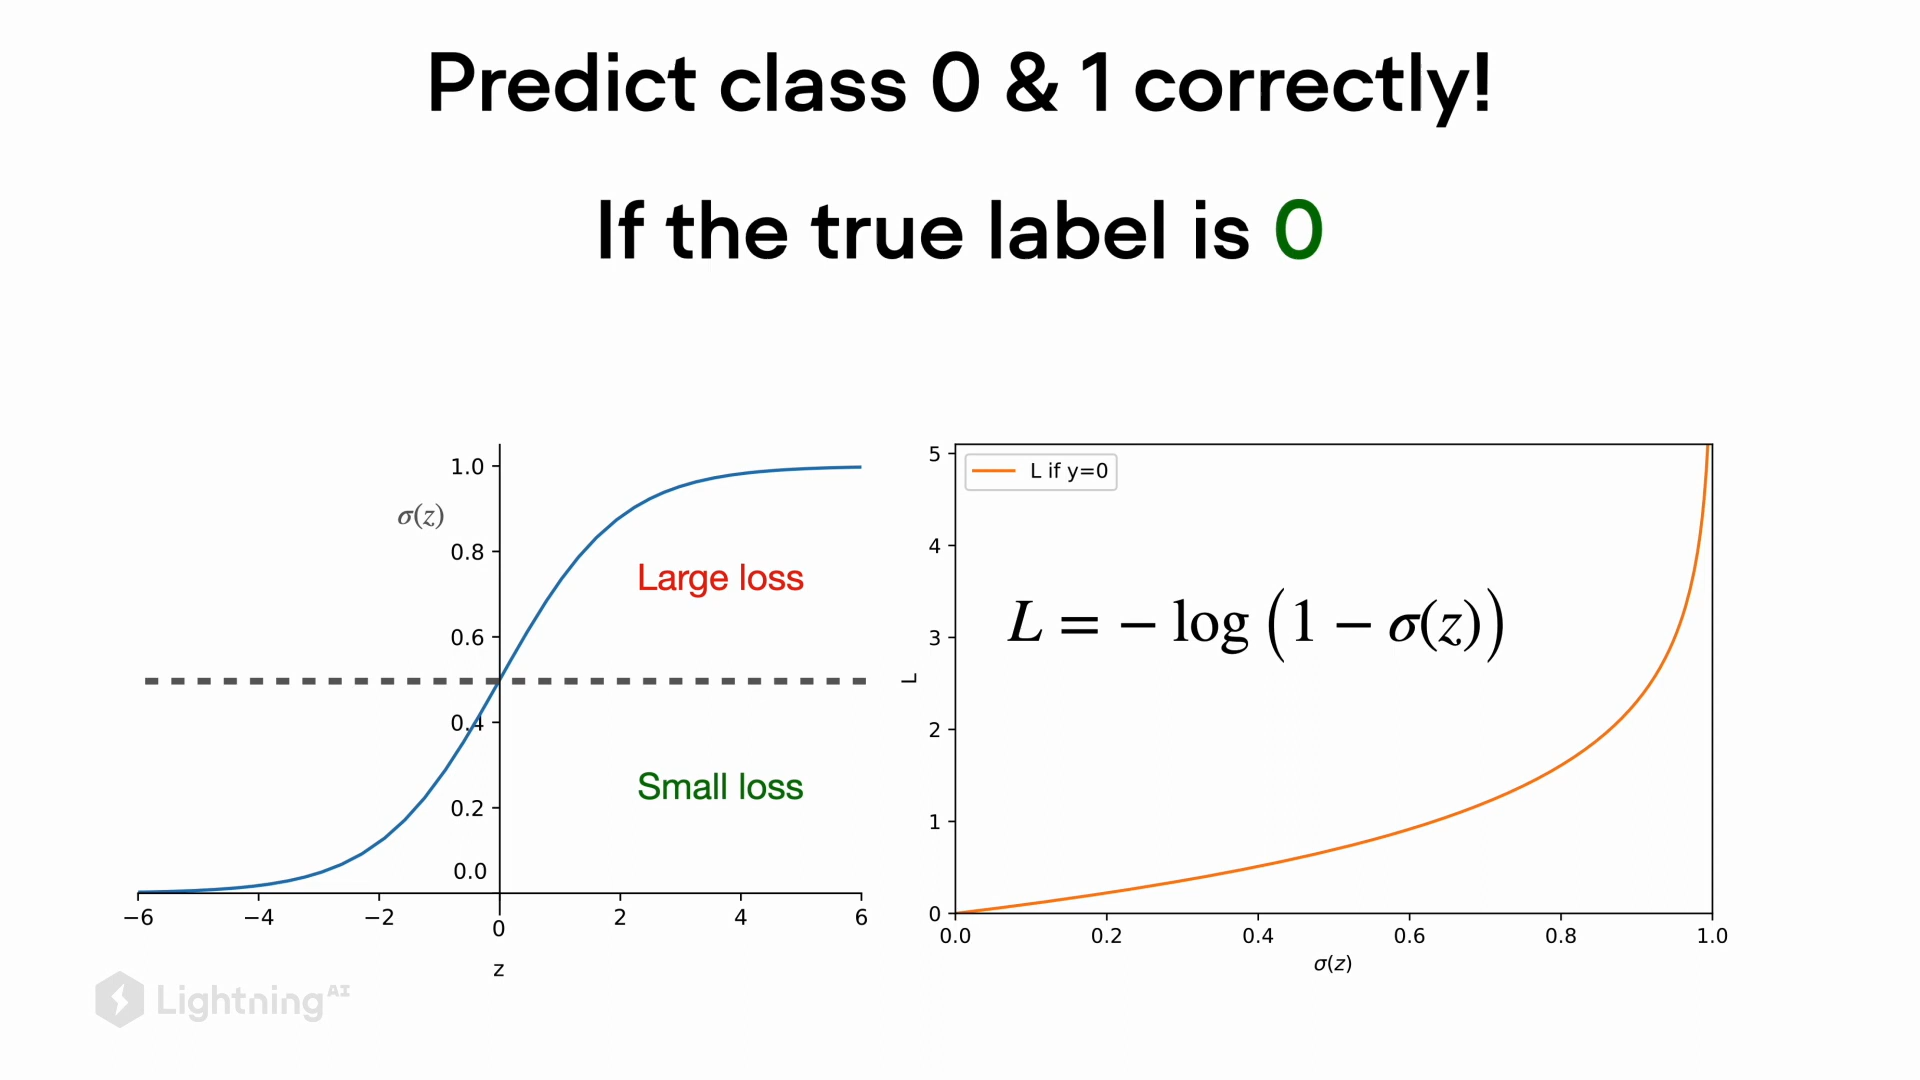 Predict class 0 & 1 correctly!
If the true label is 0
1.0
σ(z)
0.8
Large loss
0.6
0.4
Small loss
0.2
0.0
−6
−4
−2
0
2
4
6
z
5
L if y=0
4
L = − log (1 − σ(z))
3
L
2
1
0
0.0
0.2
0.4
0.6
0.8
1.0
σ(z)
Lightning AI